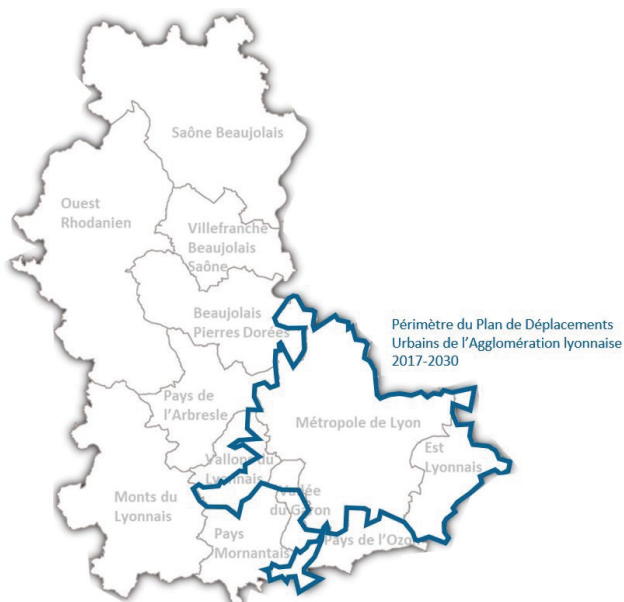 Saône Beaujolais
Ouest
Rhodanien
Villefranche
Beaujolais
Saône
Beaujolais
Pierres Dorées
Périmètre du Plan de Déplacements
Urbains de l'Agglomération lyonnaise
2017-2030
Pays de
l'Arbresle
Métropole de Lyon
Est
Lyonnais
Vallons du
Lyonnais
Vallée
du Garon
Monts du
Lyonnais
Pays
Mornantais
Pays de l'Ozon